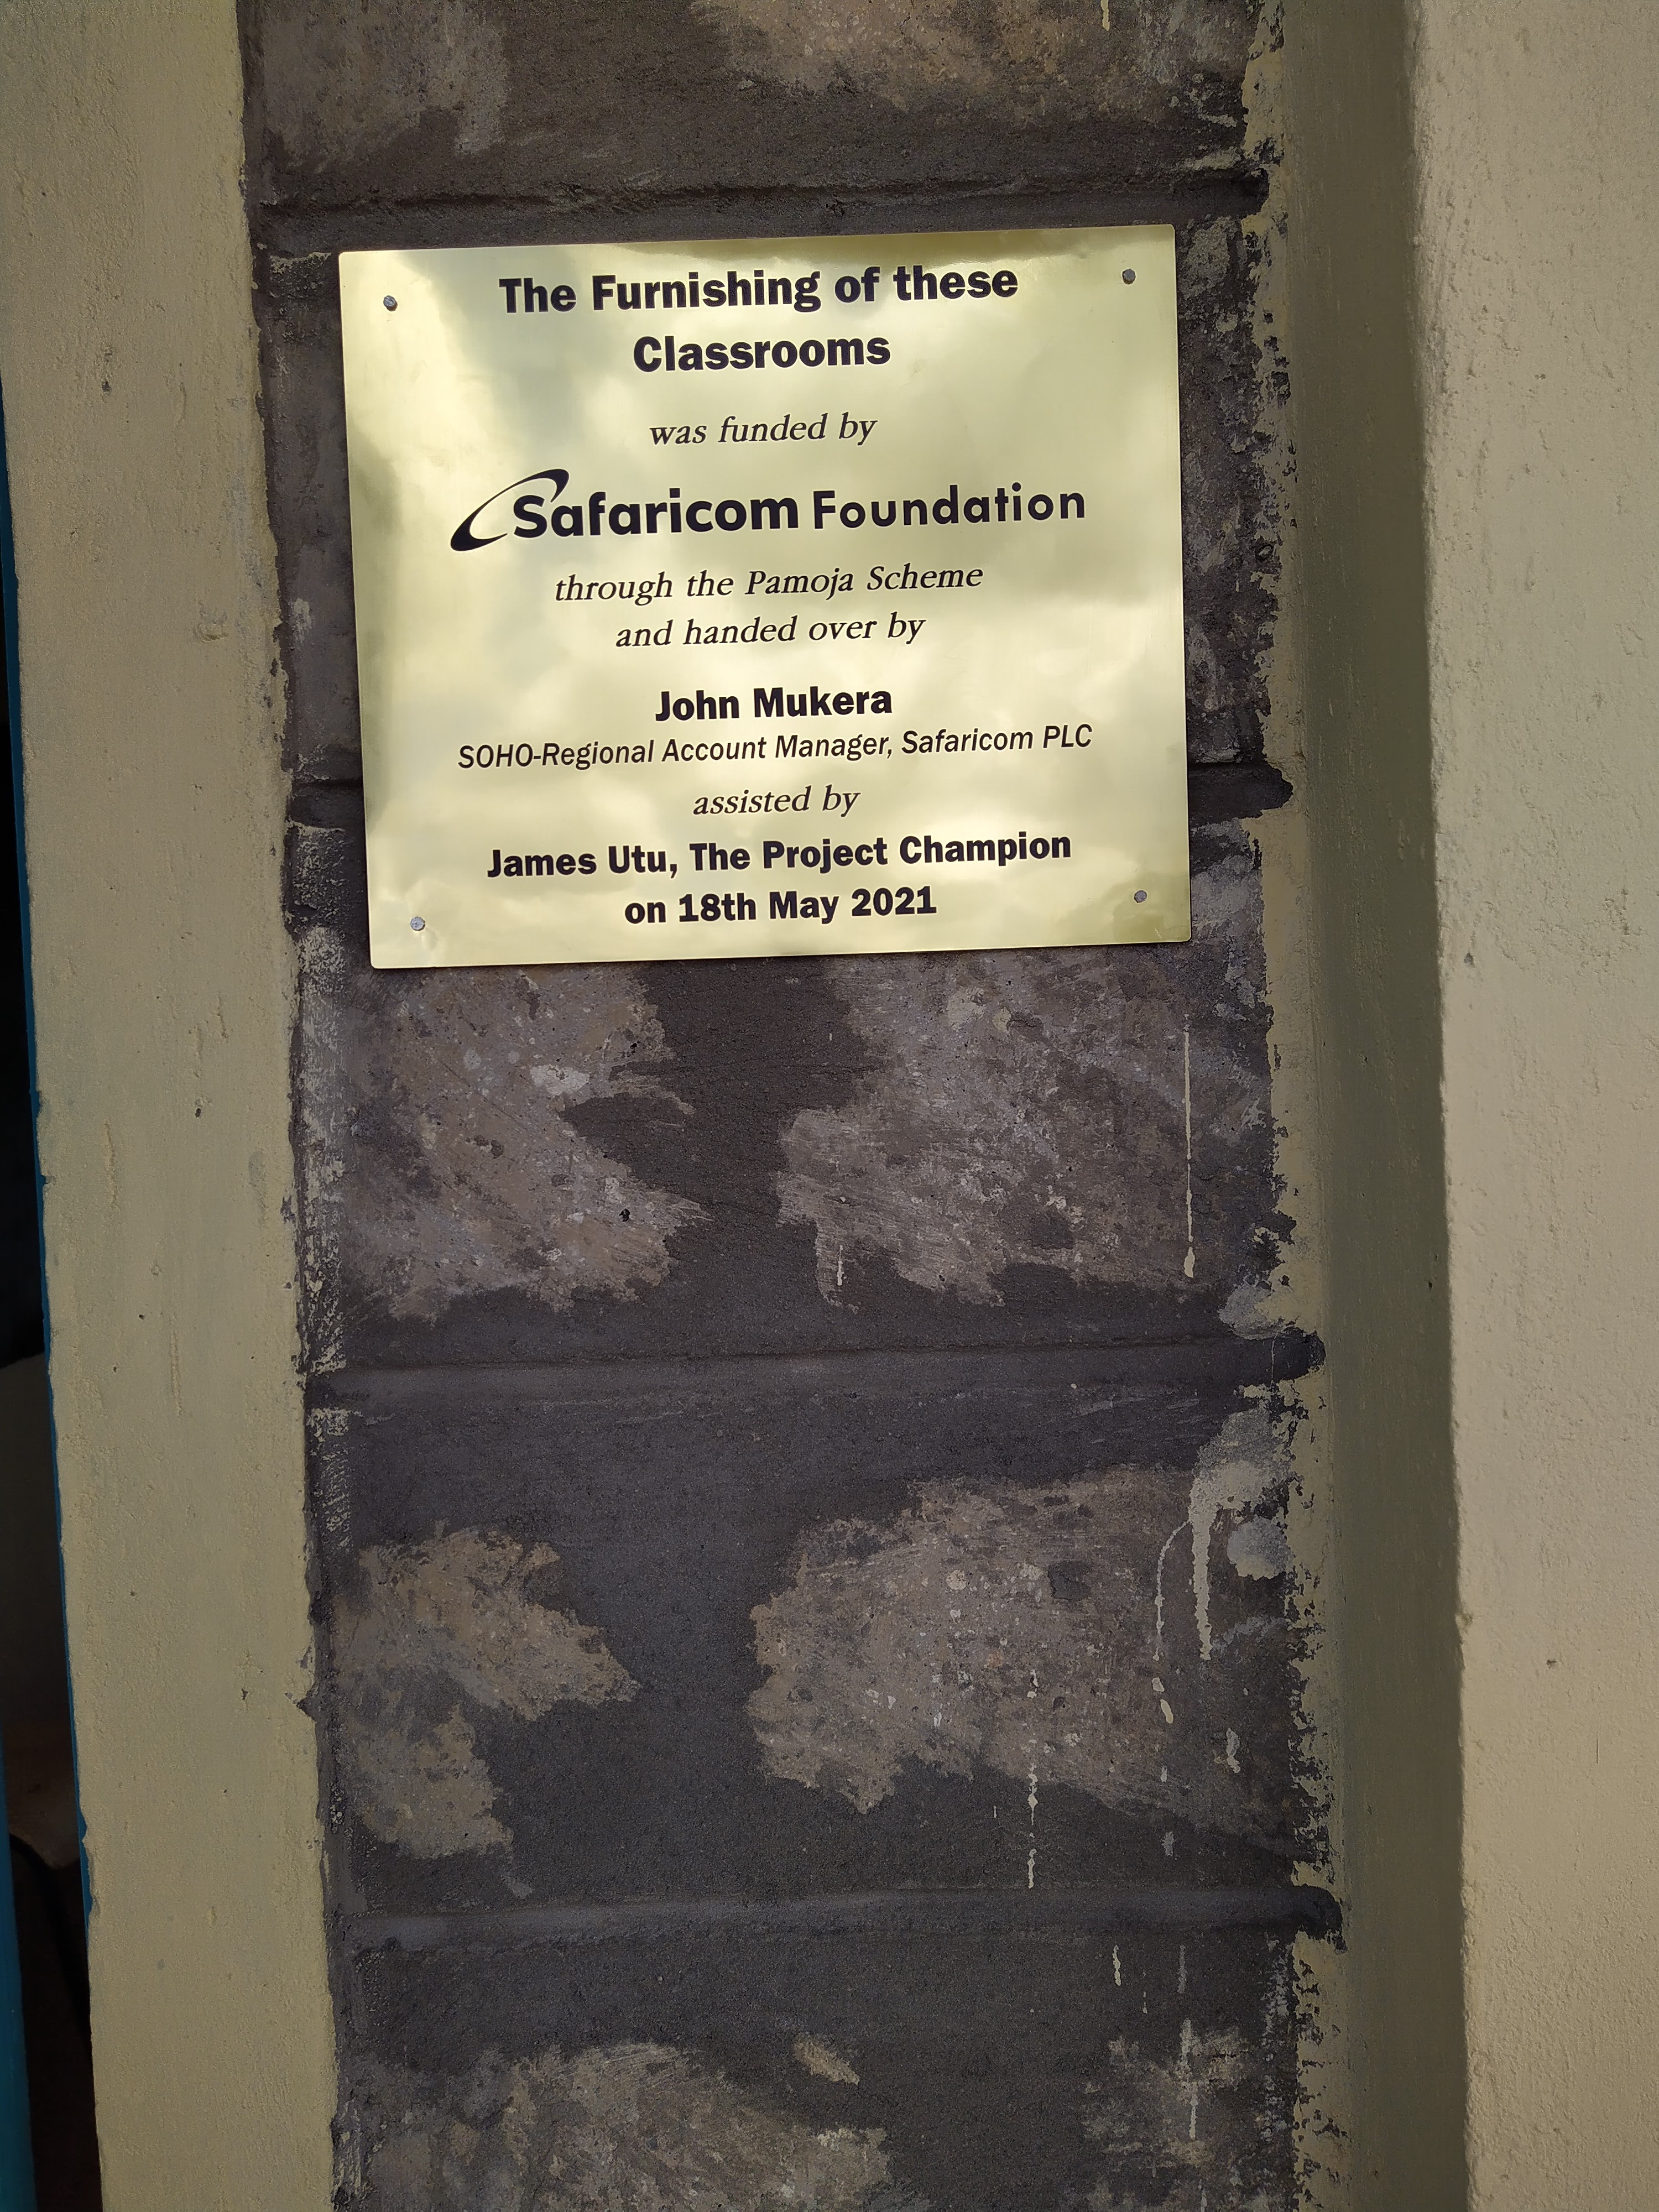 The Furnishing of these
Classrooms
was funded by
Safaricom Foundation
through the Pamoja Scheme
and handed over by
John Mukera
SOHO-Regional Account Manager, Safaricom PLC
assisted by
James Utu, The Project Champion
on 18th May 2021